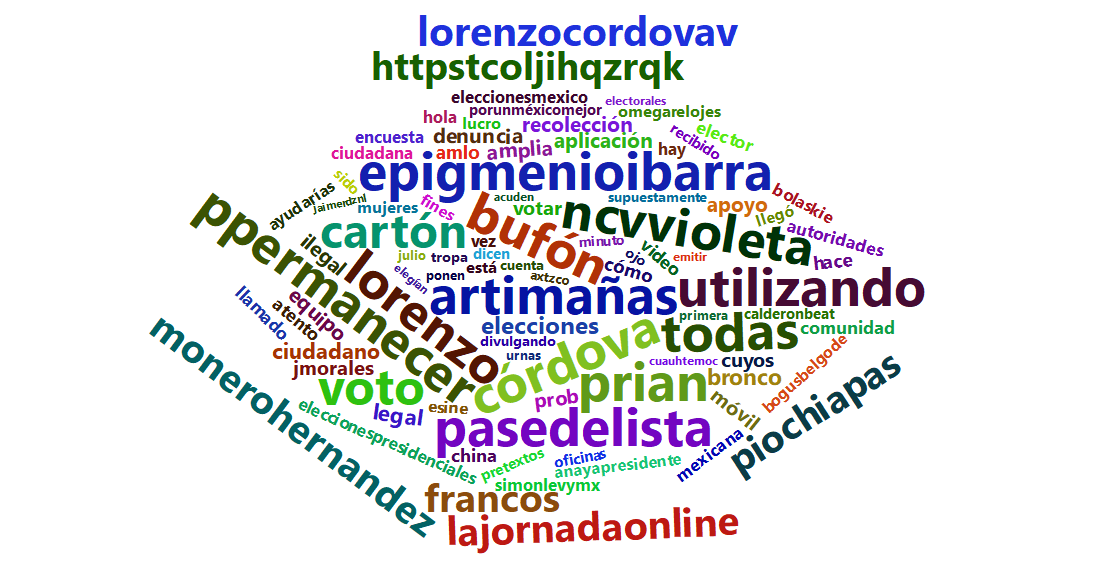 lorenzocordovav
httpstcoljihqzrqk
eleccionesmexico
electorales
porunméxicomejor
omegarelojes
hola
lucro
recolección
recibido
elector
encuesta
denuncia
aplicación
ciudadana
amlo
amplia
hay
epigmenioibarra
sido
ayudarías
jaimerdznl
mujeres
fines
acuden
votar
supuestamente
apoyo
bolaskie
llegó
autoridades
ppermanecer
cartón
bufón
ncvvioleta
vez
minuto
video
ojo
emitir
hace
ilegal
julio
tropa
dicen
cómo
lorenzo
elegían
ponen
está
cuenta
axtzco
artimañas
utilizando
llamado
equipo
atento
elecciones
primera
calderonbeat
todas
comunidad
divulgando
córdova
urnas
cuauhtemoc
cuyos
ciudadano
jmorales
monerohernandez
voto
prian
bronco
bogusbelgode
prob
móvil
piochiapas
legal
esine
eleccionespresidenciales
pasedelista
china
pretextos
oficinas
anayapresidente
mexicana
simonlevymx
francos
lajornadaonline